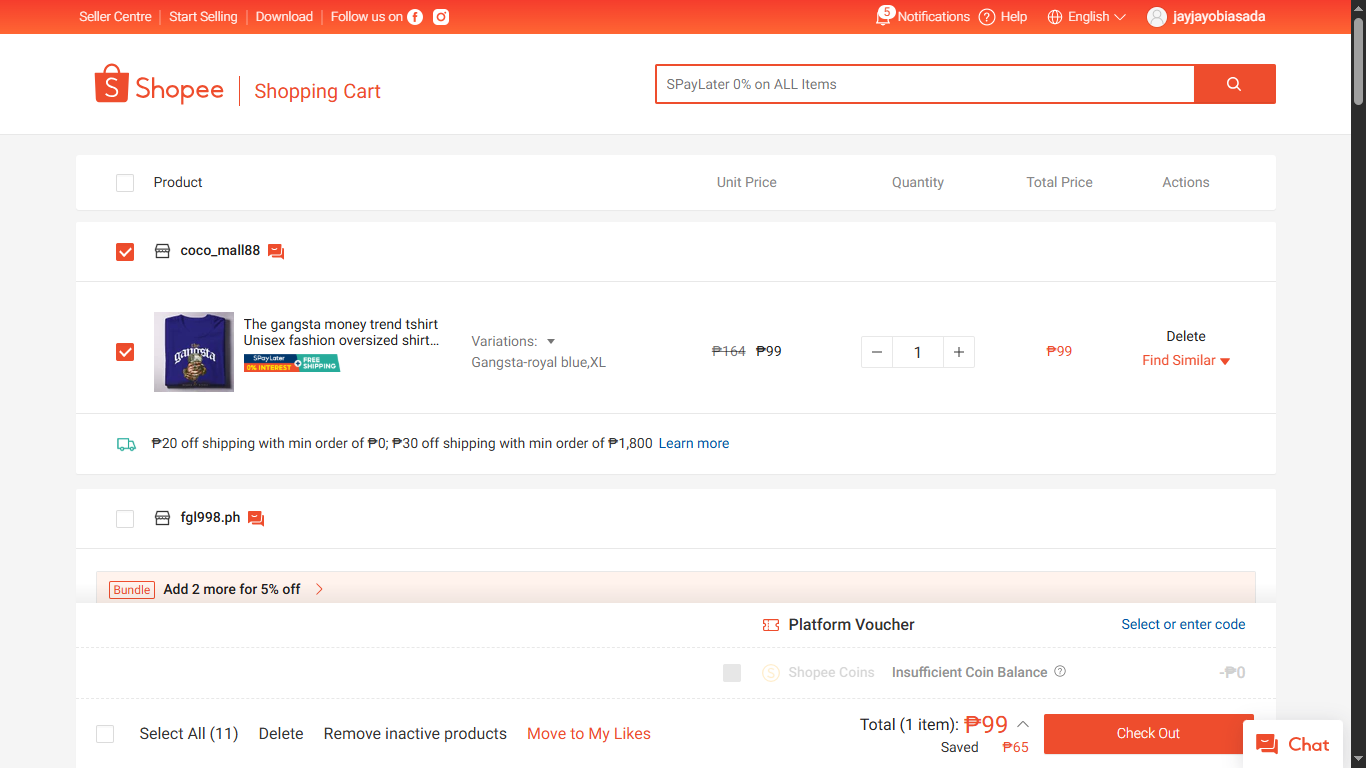 Seller Centre | Start Selling | Download | Follow us on
5 Notifications Help English jayjayobiasada
Shopee | Shopping Cart
SPayLater 0% on ALL Items
Product Unit Price Quantity Total Price Actions
coco_mall88
the
gangsta
The gangsta money trend tshirt
Unisex fashion oversized shirt...
SPayLater
0% INTEREST + FREE SHIPPING
Variations:
Gangsta-royal blue,XL
₱164 ₱99
− 1 +
₱99
Delete
Find Similar
₱20 off shipping with min order of ₱0; ₱30 off shipping with min order of ₱1,800 Learn more
fgl998.ph
Bundle Add 2 more for 5% off
Platform Voucher Select or enter code
S Shopee Coins Insufficient Coin Balance ? -₱0
Select All (11) Delete Remove inactive products Move to My Likes
Total (1 item): ₱99
Saved ₱65
Check Out
Chat